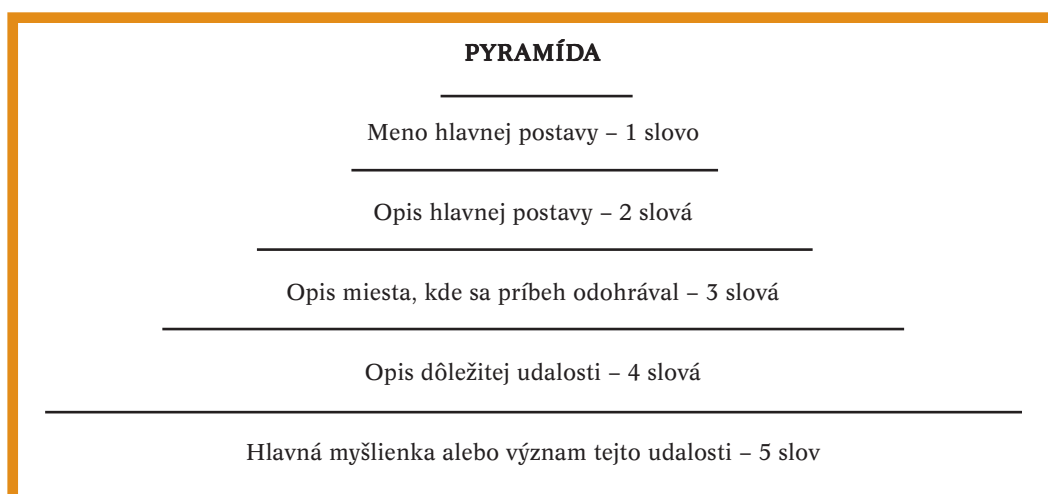 PYRAMÍDA
Meno hlavnej postavy – 1 slovo
Opis hlavnej postavy – 2 slová
Opis miesta, kde sa príbeh odohrával – 3 slová
Opis dôležitej udalosti – 4 slová
Hlavná myšlienka alebo význam tejto udalosti – 5 slov